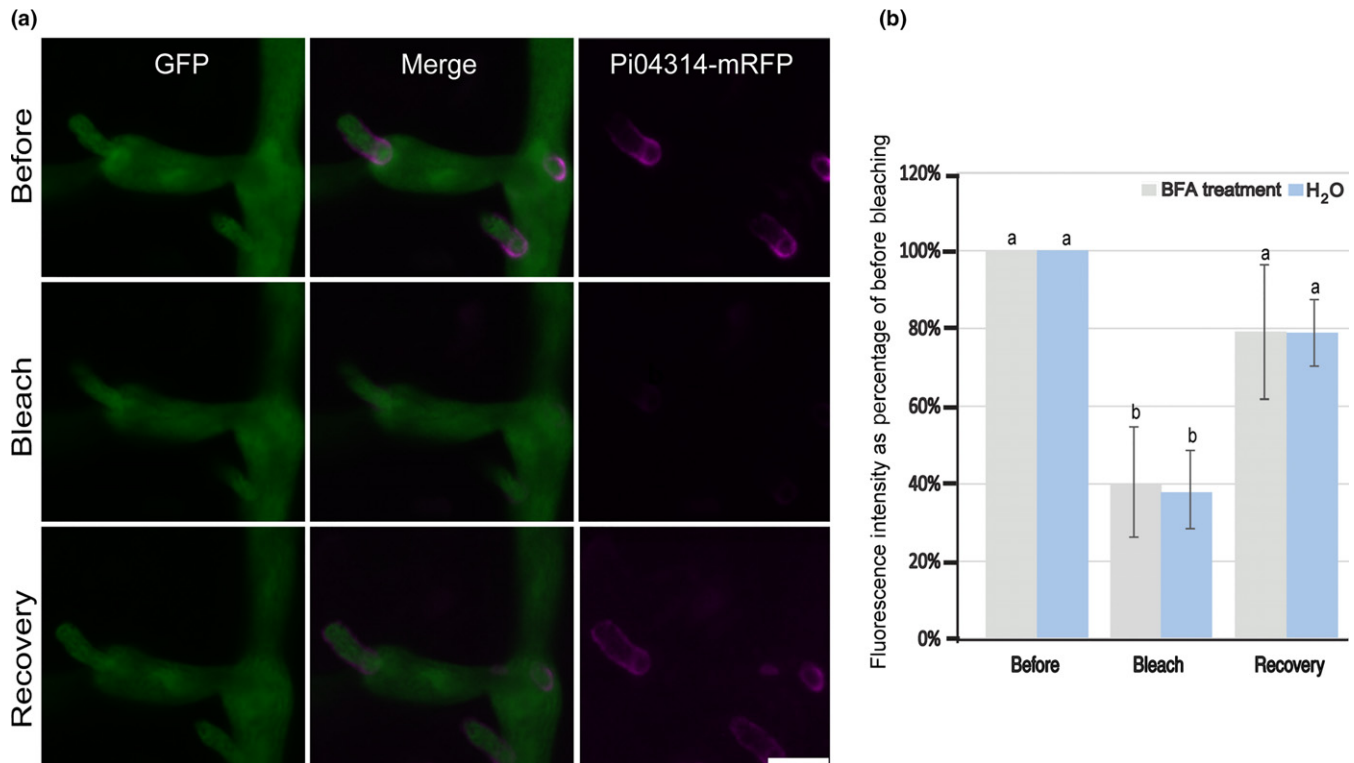 (a)
GFP
Merge
Pi04314-mRFP
Before
Bleach
Recovery
(b)
Fluorescence intensity as percentage of before bleaching
120%
100%
80%
60%
40%
20%
0%
BFA treatment
H₂O
a
a
b
b
a
a
Before
Bleach
Recovery